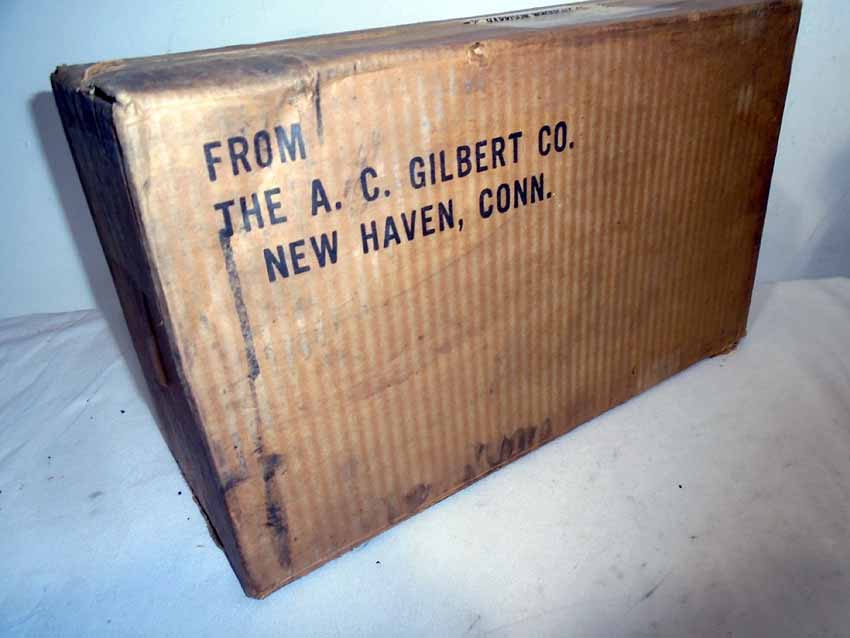 FROM
THE A. C. GILBERT CO.
NEW HAVEN, CONN.